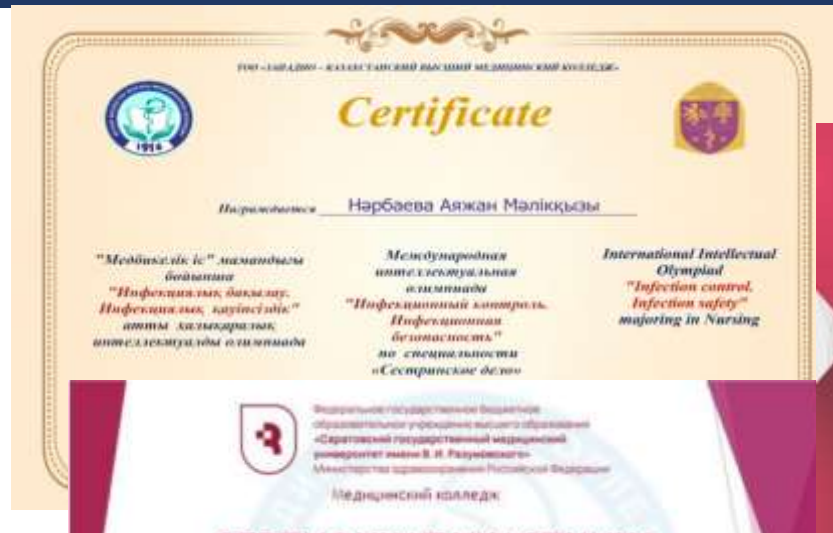 ТОО «ЗАПАДНО – КАЗАХСТАНСКИЙ ВЫСШИЙ МЕДИЦИНСКИЙ КОЛЛЕДЖ»
Certificate
1954
Награждается Нәрбаева Аяжан Мәлікқызы
"Медбикелік іс" мамандығы
бойынша
"Инфекциялық бақылау.
Инфекциялық қауіпсіздік"
атты халықаралық
интеллектуалды олимпиада
Международная
интеллектуальная
олимпиада
"Инфекционный контроль.
Инфекционная
безопасность"
по специальности
«Сестринское дело»
International Intellectual
Olympiad
"Infection control.
Infection safety"
majoring in Nursing
Федеральное государственное бюджетное
образовательное учреждение высшего образования
«Саратовский государственный медицинский
университет имени В. И. Разумовского»
Министерства здравоохранения Российской Федерации
Медицинский колледж